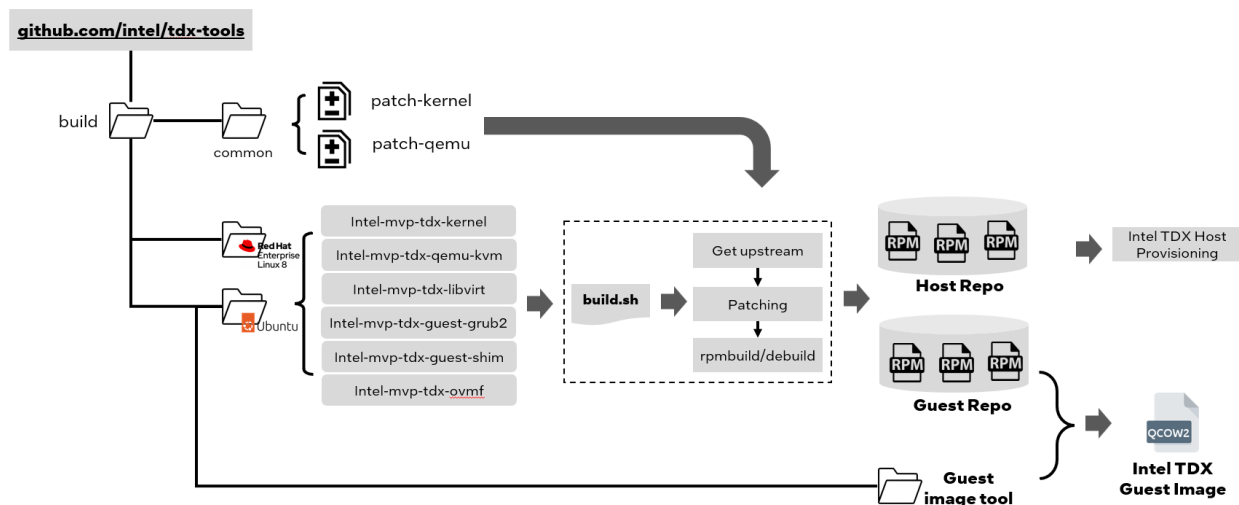 github.com/intel/tdx-tools
build
common
patch-kernel
patch-qemu
Red Hat
Enterprise
Linux 8
Ubuntu
Intel-mvp-tdx-kernel
Intel-mvp-tdx-qemu-kvm
Intel-mvp-tdx-libvirt
Intel-mvp-tdx-guest-grub2
Intel-mvp-tdx-guest-shim
Intel-mvp-tdx-ovmf
build.sh
Get upstream
Patching
rpmbuild/debuild
RPM
RPM
RPM
Host Repo
RPM
RPM
RPM
Guest Repo
Intel TDX Host
Provisioning
Guest
image tool
QCOW2
Intel TDX
Guest Image